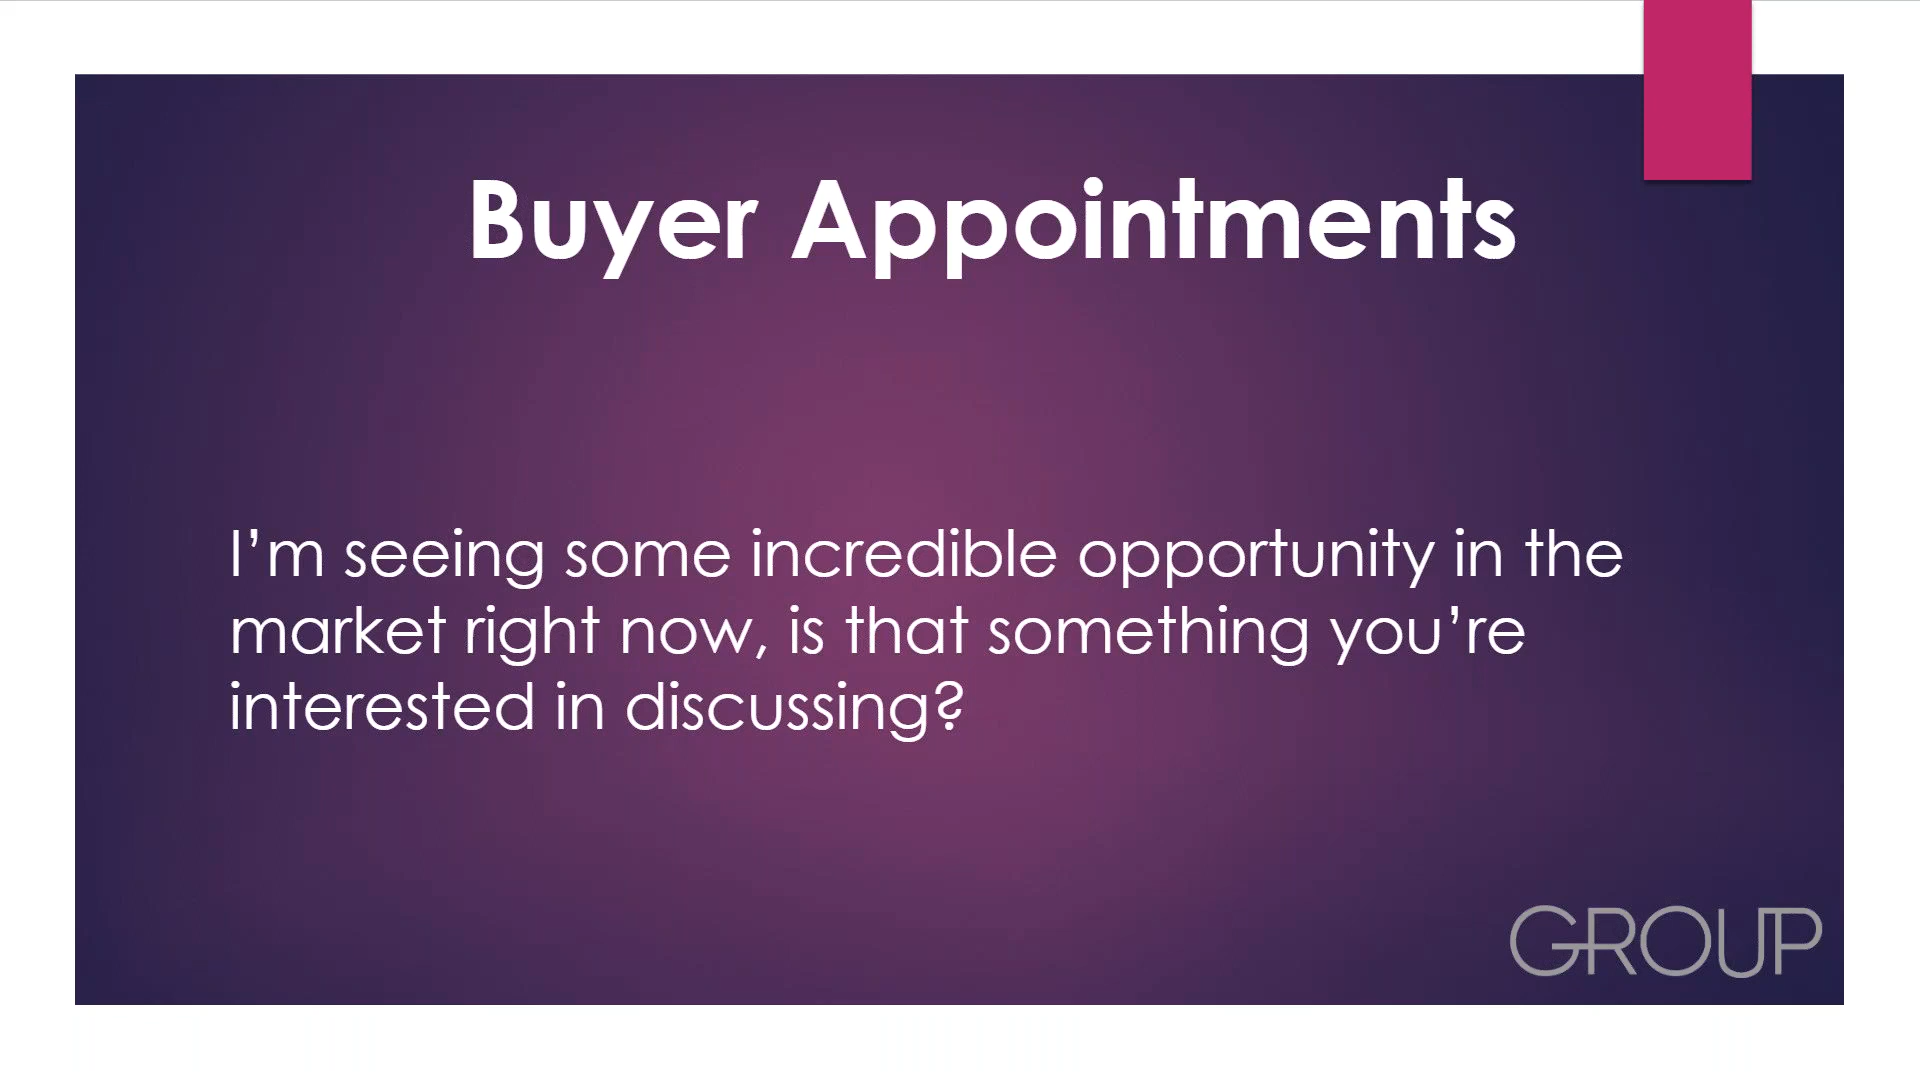 Buyer Appointments
I’m seeing some incredible opportunity in the
market right now, is that something you’re
interested in discussing?
GROUP